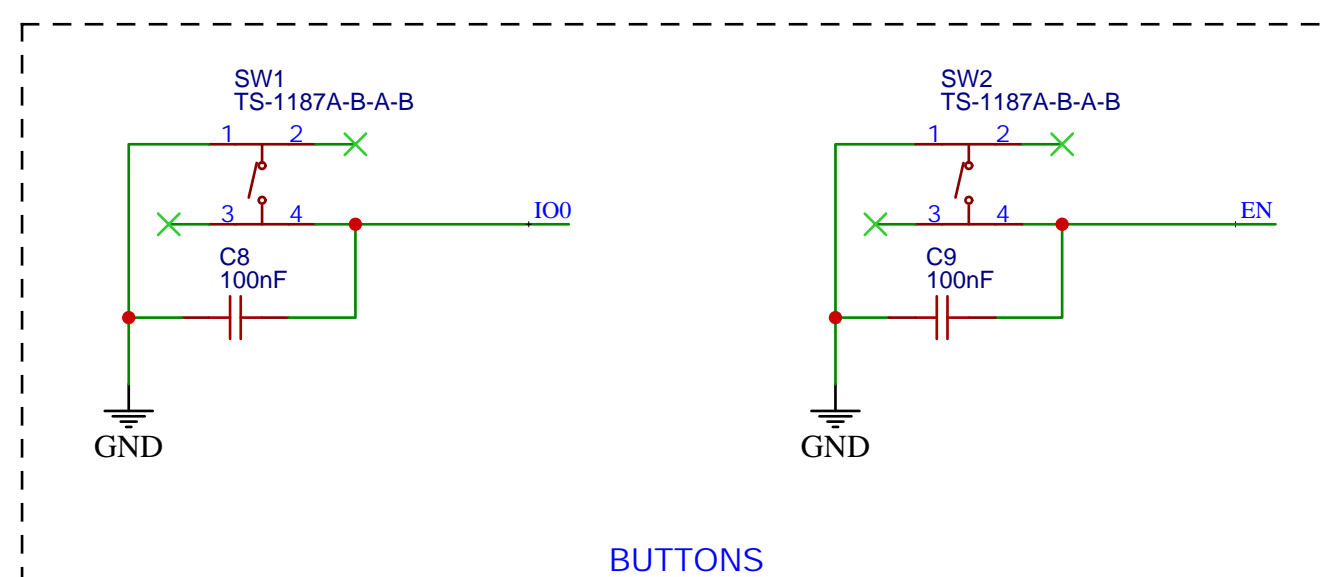 SW1
TS-1187A-B-A-B
1 2
3 4
IO0
C8
100nF
GND
SW2
TS-1187A-B-A-B
1 2
3 4
EN
C9
100nF
GND
BUTTONS